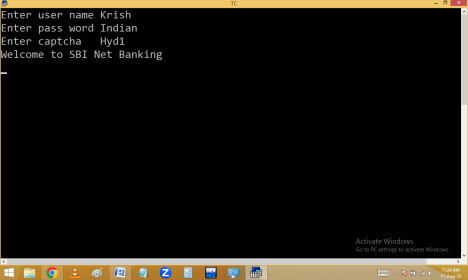 TC
Enter user name Krish
Enter pass word Indian
Enter captcha   Hyd1
Welcome to SBI Net Banking
Activate Windows
Go to PC settings to activate Windows.